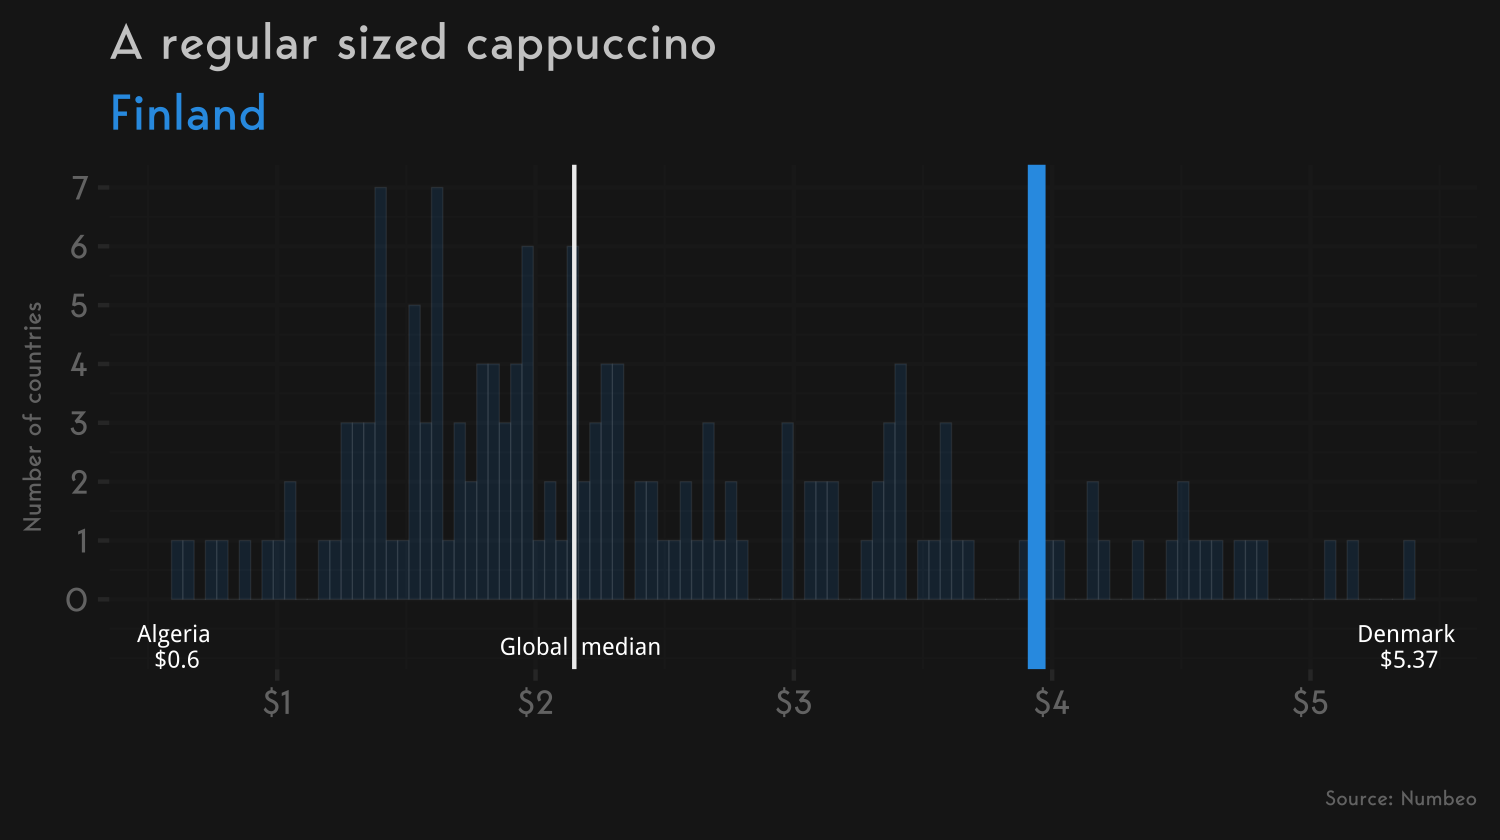 A regular sized cappuccino
Finland
Number of countries
7
6
5
4
3
2
1
0
Algeria
$0.6
Global median
Denmark
$5.37
$1 $2 $3 $4 $5
Source: Numbeo